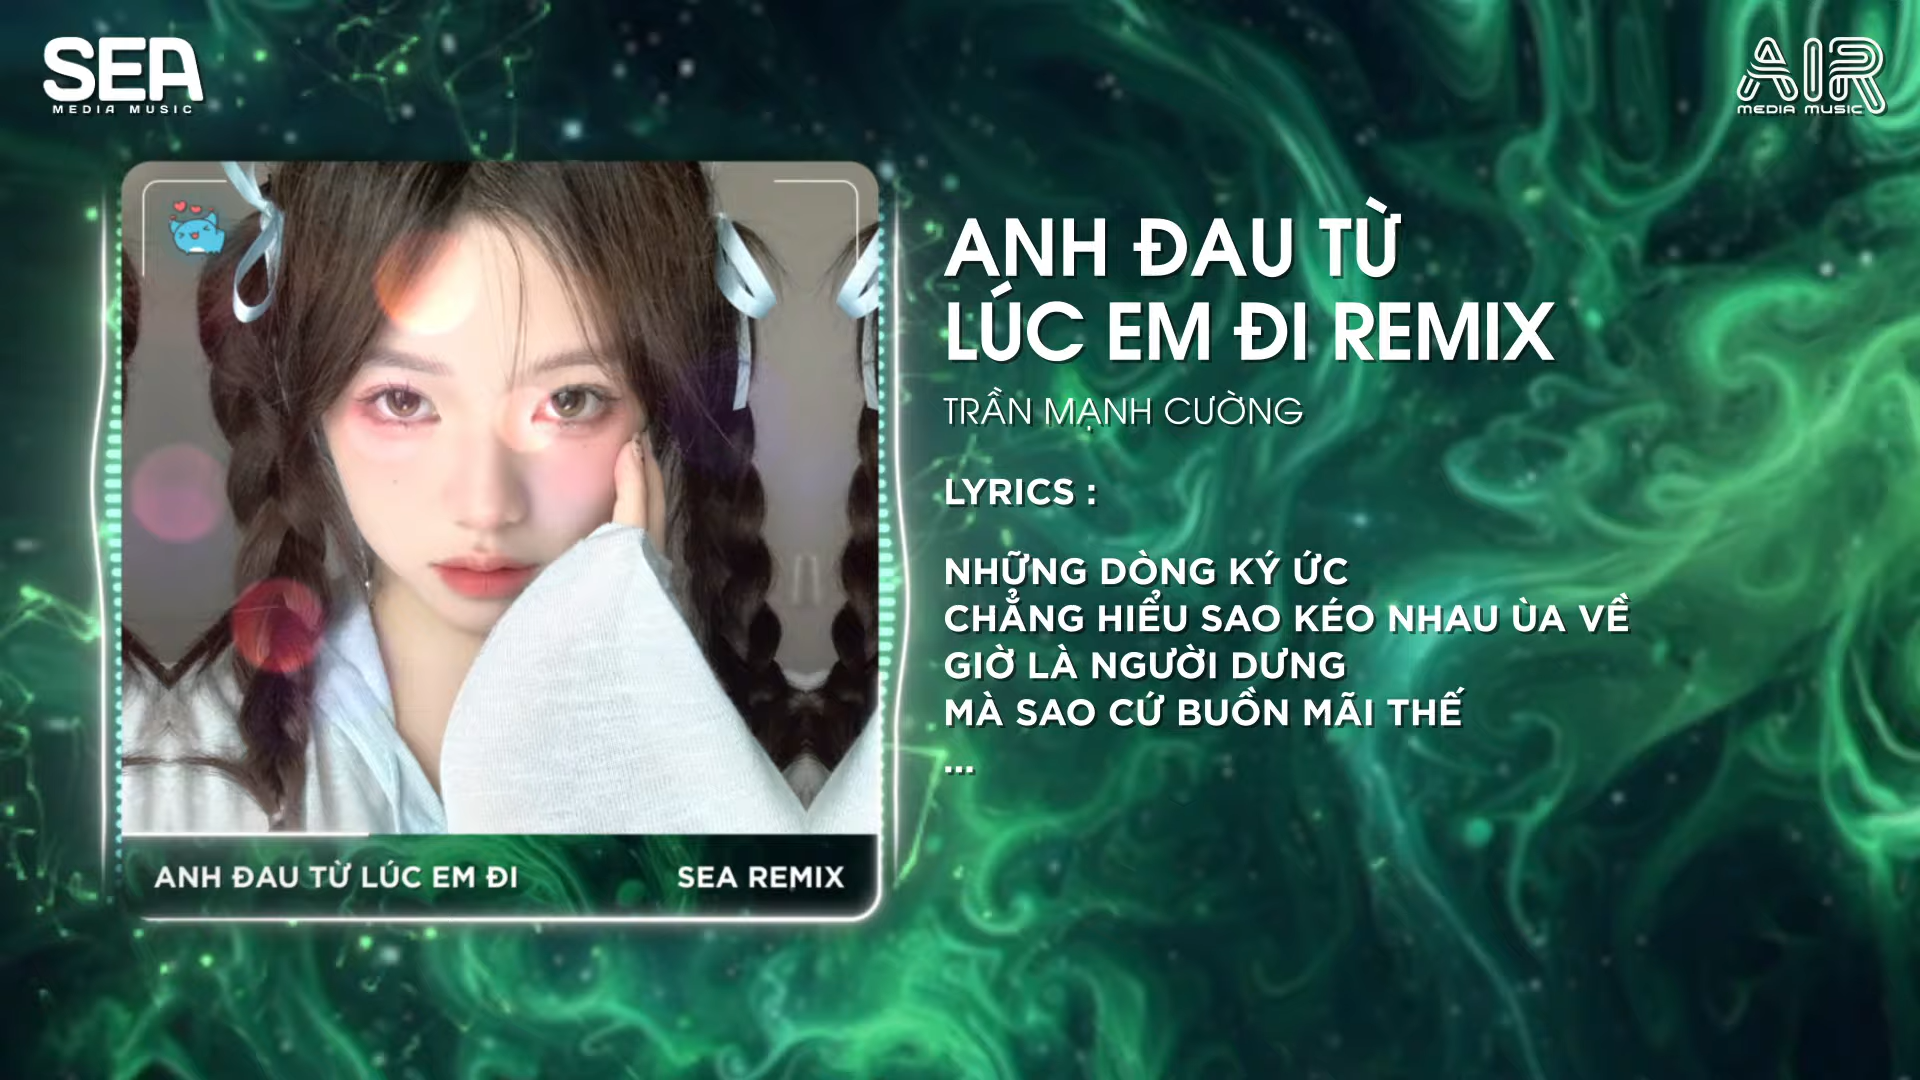 SEA
MEDIA MUSIC
AIR
MEDIA MUSIC
ANH ĐAU TỪ
LÚC EM ĐI REMIX
TRẦN MẠNH CƯỜNG
LYRICS :
NHỮNG DÒNG KÝ ỨC
CHẲNG HIỂU SAO KÉO NHAU ÙA VỀ
GIỜ LÀ NGƯỜI DƯNG
MÀ SAO CỨ BUỒN MÃI THẾ
...
ANH ĐAU TỪ LÚC EM ĐI
SEA REMIX